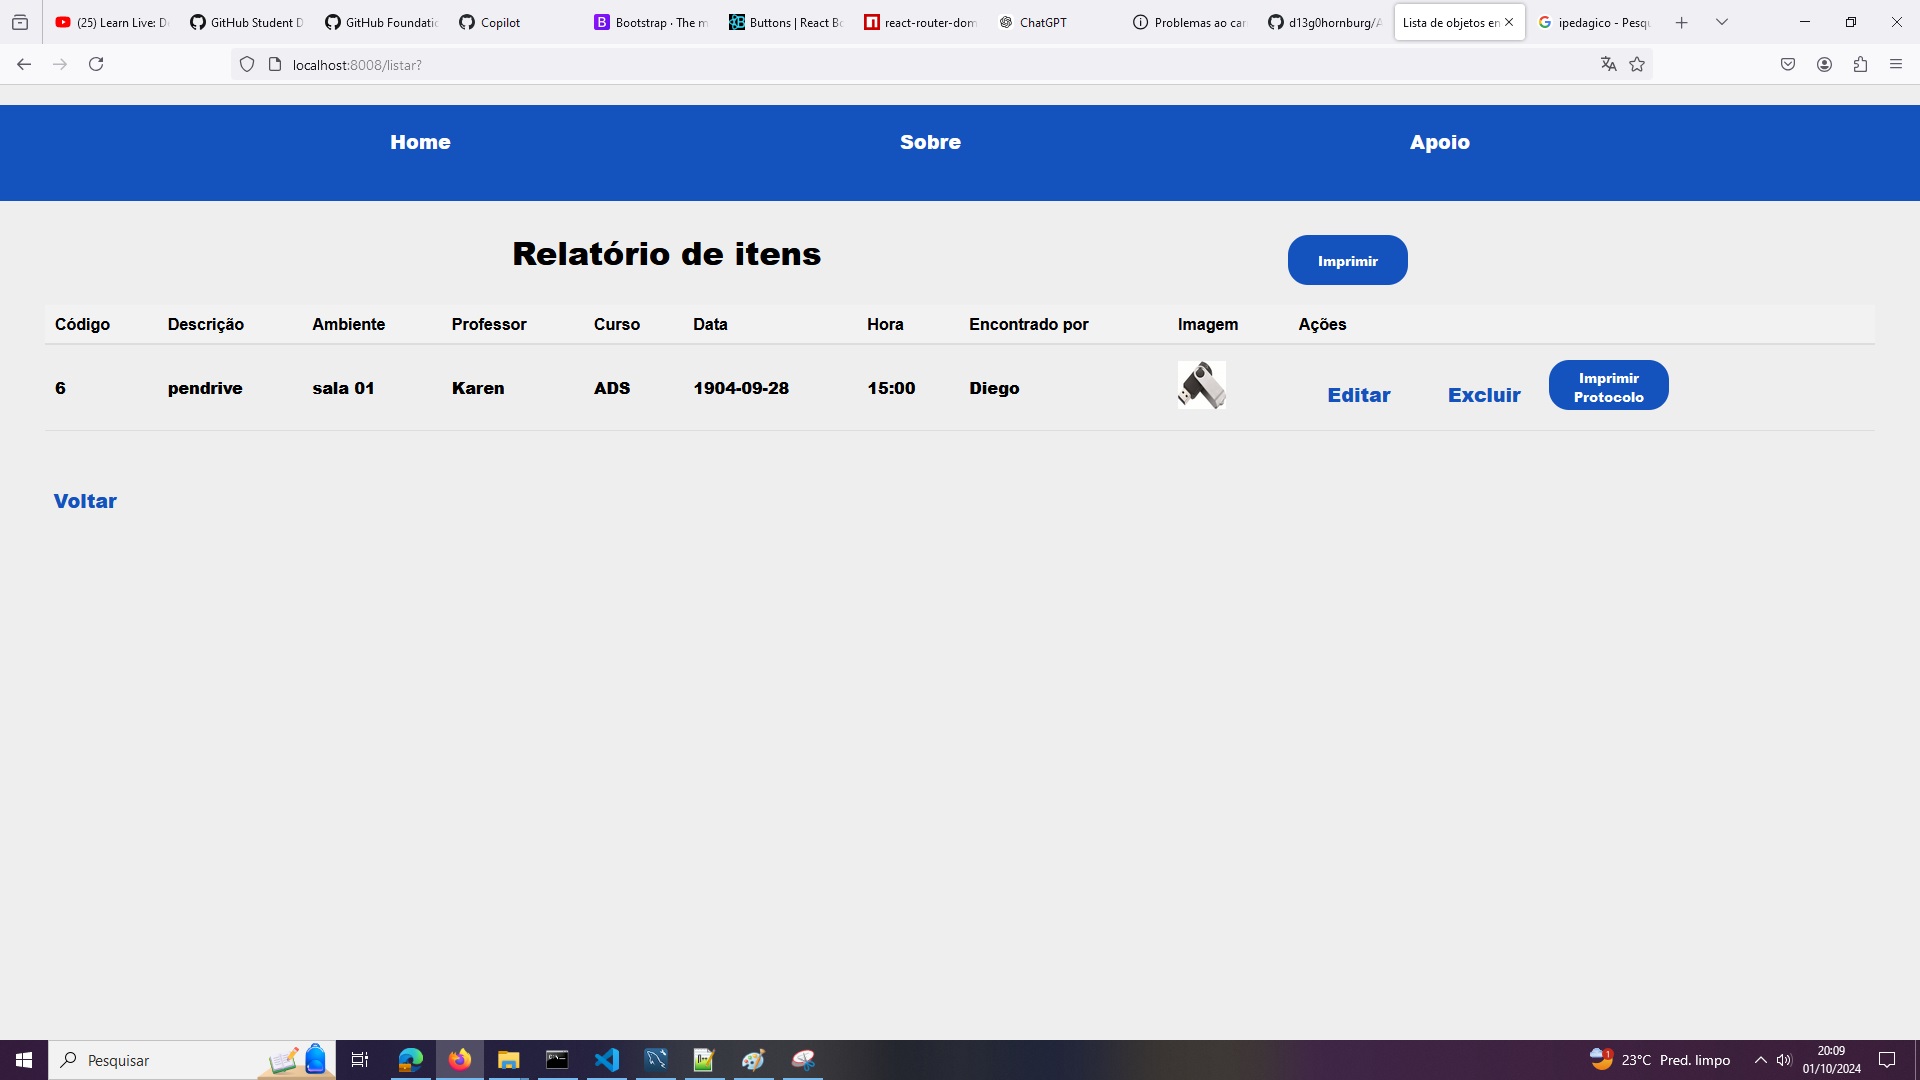 (25) Learn Live: D
GitHub Student D
GitHub Foundatic
Copilot
Bootstrap · The m
Buttons | React Bo
react-router-dom
ChatGPT
Problemas ao car
d13g0hornburg/A
Lista de objetos en
ipedagico - Pesqu
localhost:8008/listar?
Home
Sobre
Apoio
Relatório de itens
Imprimir
Código Descrição Ambiente Professor Curso Data Hora Encontrado por Imagem Ações
6 pendrive sala 01 Karen ADS 1904-09-28 15:00 Diego Editar Excluir
Imprimir
Protocolo
Voltar
Pesquisar
23°C Pred. limpo
20:09
01/10/2024